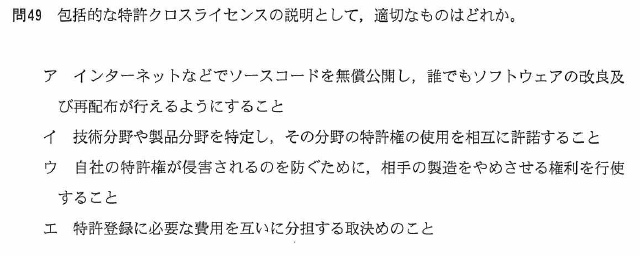 問49 包括的な特許クロスライセンスの説明として，適切なものはどれか。
ア インターネットなどでソースコードを無償公開し，誰でもソフトウェアの改良及
び再配布が行えるようにすること
イ 技術分野や製品分野を特定し，その分野の特許権の使用を相互に許諾すること
ウ 自社の特許権が侵害されるのを防ぐために，相手の製造をやめさせる権利を行使
すること
エ 特許登録に必要な費用を互いに分担する取決めのこと